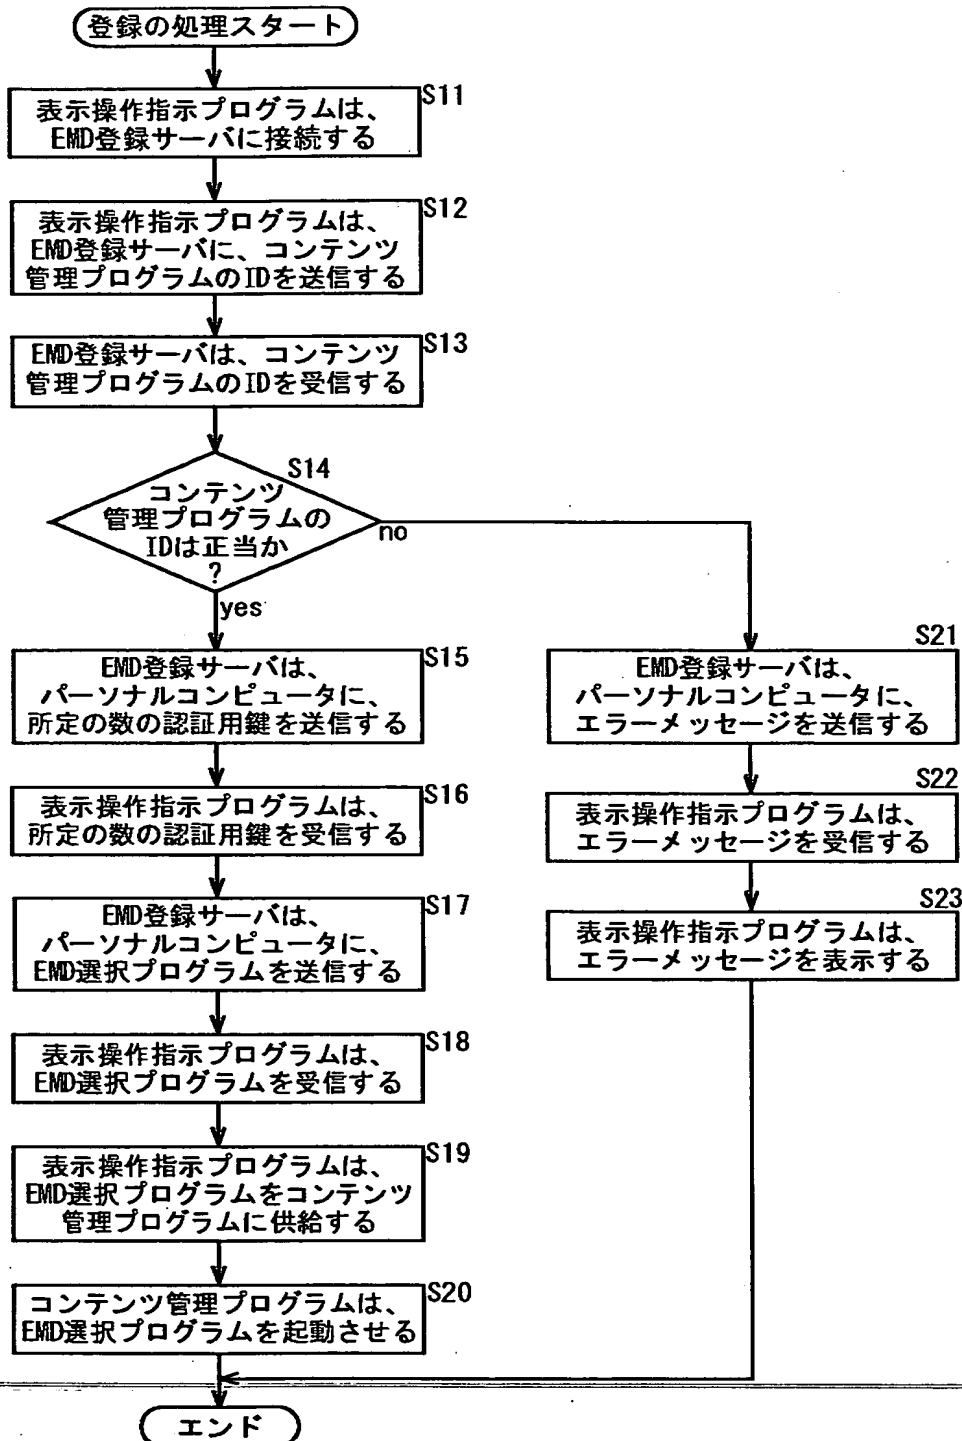 登録の処理スタート
S11
表示操作指示プログラムは、
EMD登録サーバに接続する
S12
表示操作指示プログラムは、
EMD登録サーバに、コンテンツ
管理プログラムのIDを送信する
S13
EMD登録サーバは、コンテンツ
管理プログラムのIDを受信する
S14
コンテンツ
管理プログラムの
IDは正当か
?
no
yes
S15
EMD登録サーバは、
パーソナルコンピュータに、
所定の数の認証用鍵を送信する
S16
表示操作指示プログラムは、
所定の数の認証用鍵を受信する
S17
EMD登録サーバは、
パーソナルコンピュータに、
EMD選択プログラムを送信する
S18
表示操作指示プログラムは、
EMD選択プログラムを受信する
S19
表示操作指示プログラムは、
EMD選択プログラムをコンテンツ
管理プログラムに供給する
S20
コンテンツ管理プログラムは、
EMD選択プログラムを起動させる
S21
EMD登録サーバは、
パーソナルコンピュータに、
エラーメッセージを送信する
S22
表示操作指示プログラムは、
エラーメッセージを受信する
S23
表示操作指示プログラムは、
エラーメッセージを表示する
エンド